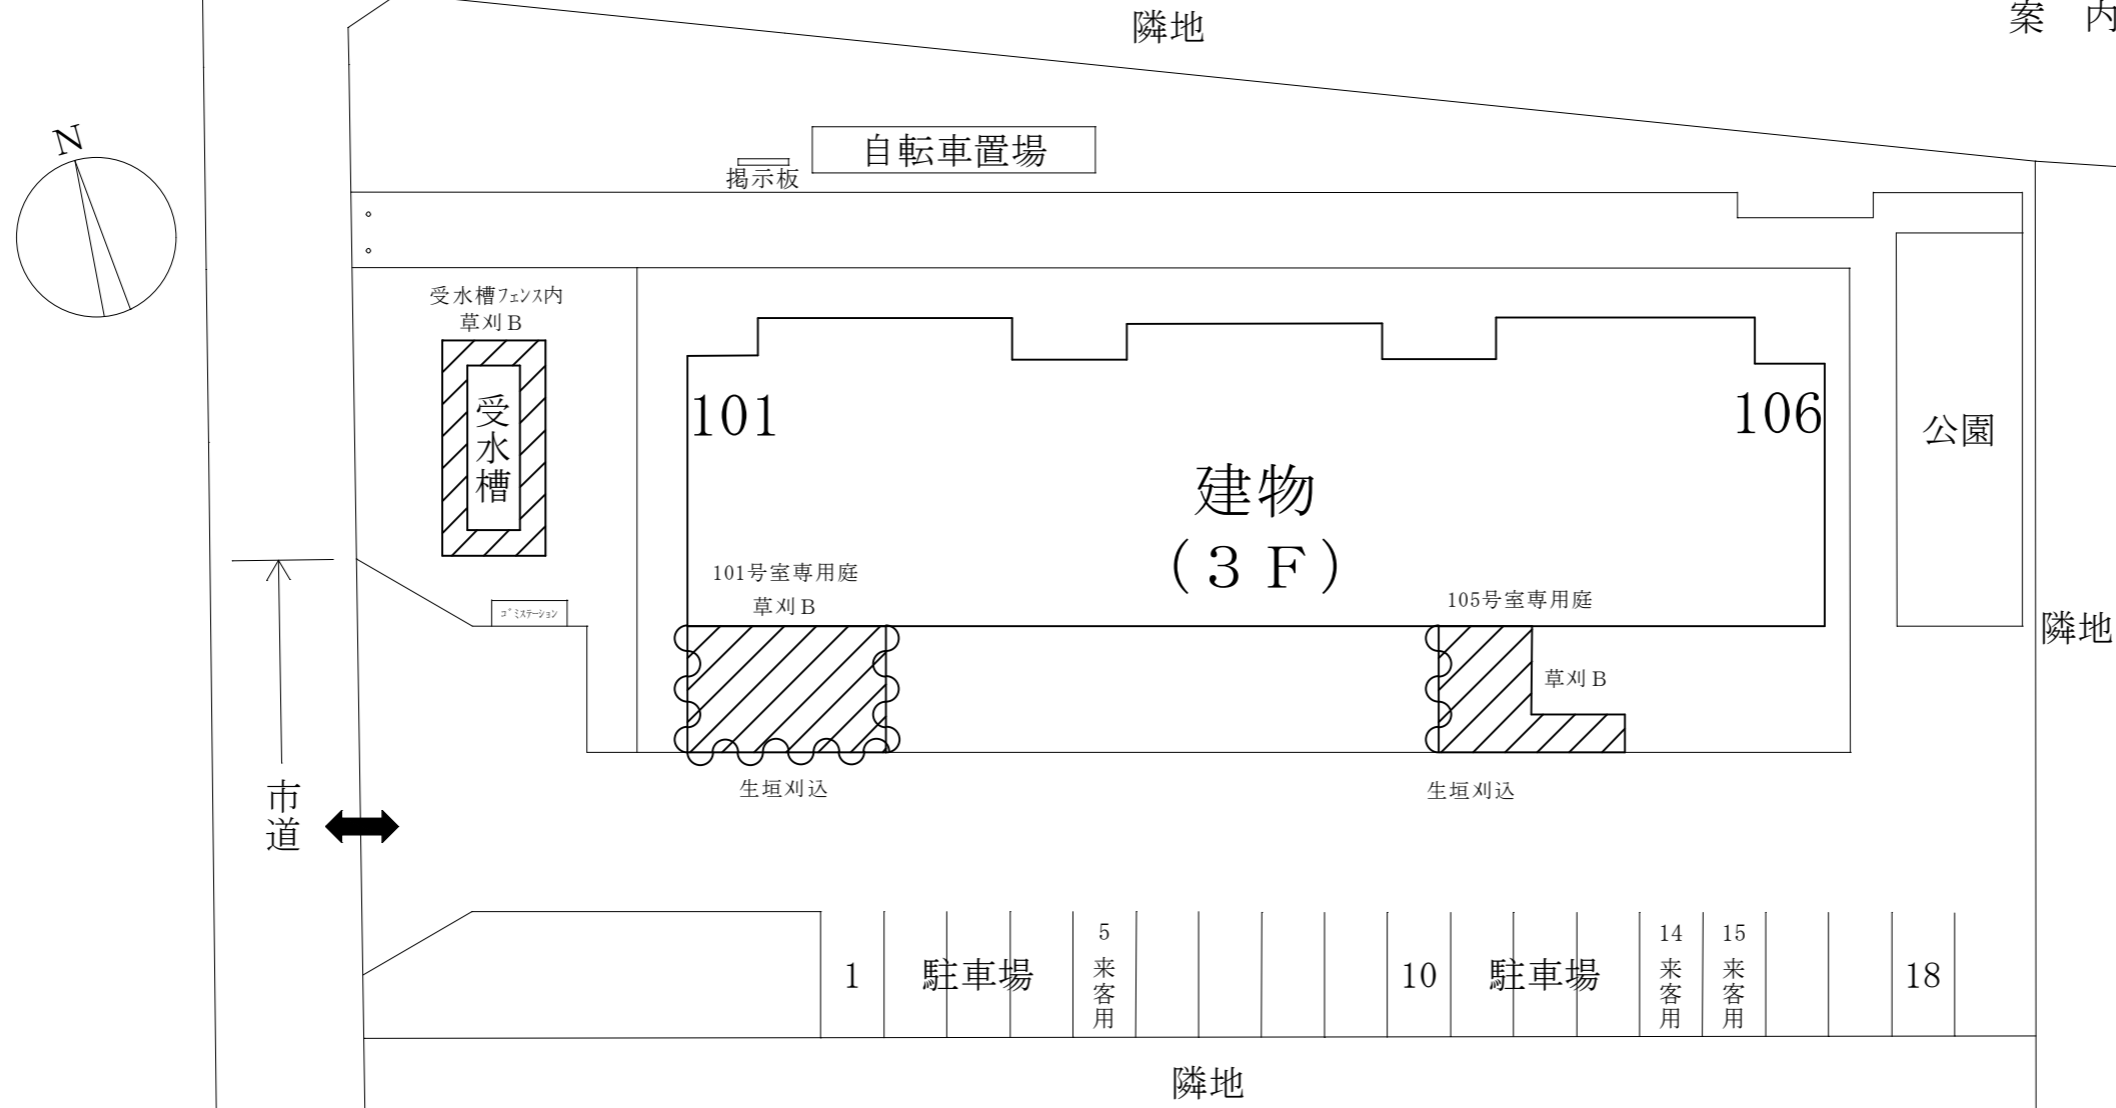 案 内
隣地
N
自転車置場
掲示板
受水槽フェンス内
草刈B
受水槽
101
106
建物
(3F)
公園
101号室専用庭
草刈B
105号室専用庭
草刈B
ゴミステーション
隣地
生垣刈込
生垣刈込
市道
1
駐車場
5
来客用
10
駐車場
14
来客用
15
来客用
18
隣地